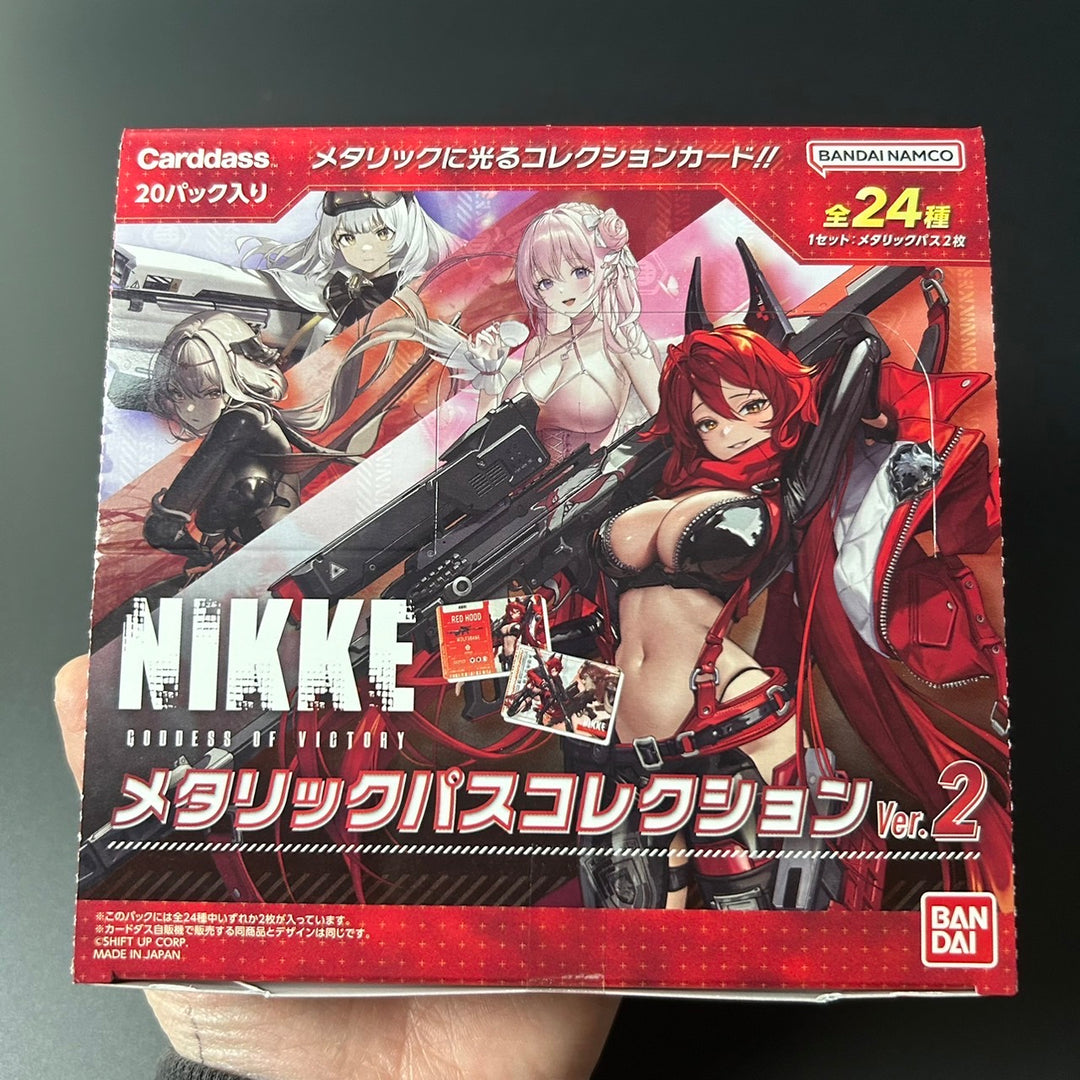 Carddass™
メタリックに光るコレクションカード!!
BANDAI NAMCO
20パック入り
全24種
1セット:メタリックパス2枚
RED HOOD
NIKKE
NIKKE
GODDESS OF VICTORY
メタリックパスコレクション Ver.2
※このパックには全24種中いずれか2枚が入っています。
※カードダス自販機で販売する同商品とデザインは同じです。
©SHIFT UP CORP.
MADE IN JAPAN
BAN
DAI